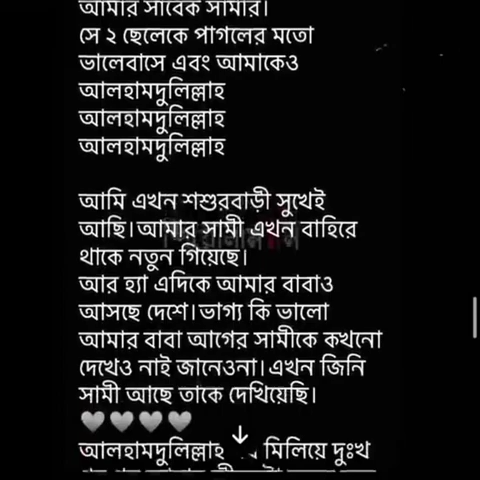 আমার সাবেক সামীর।
সে ২ ছেলেকে পাগলের মতো
ভালেবাসে এবং আমাকেও
আলহামদুলিল্লাহ
আলহামদুলিল্লাহ
আলহামদুলিল্লাহ
আমি এখন শশুরবাড়ী সুখেই
আছি।আমার সামী এখন বাহিরে
থাকে নতুন গিয়েছে।
আর হ্যা এদিকে আমার বাবাও
আসছে দেশে।ভাগ্য কি ভালো
আমার বাবা আগের সামীকে কখনো
দেখেও নাই জানেওনা।এখন জিনি
সামী আছে তাকে দেখিয়েছি।
🩶🩶🩶🩶
আলহামদুলিল্লাহ মিলিয়ে দুঃখ